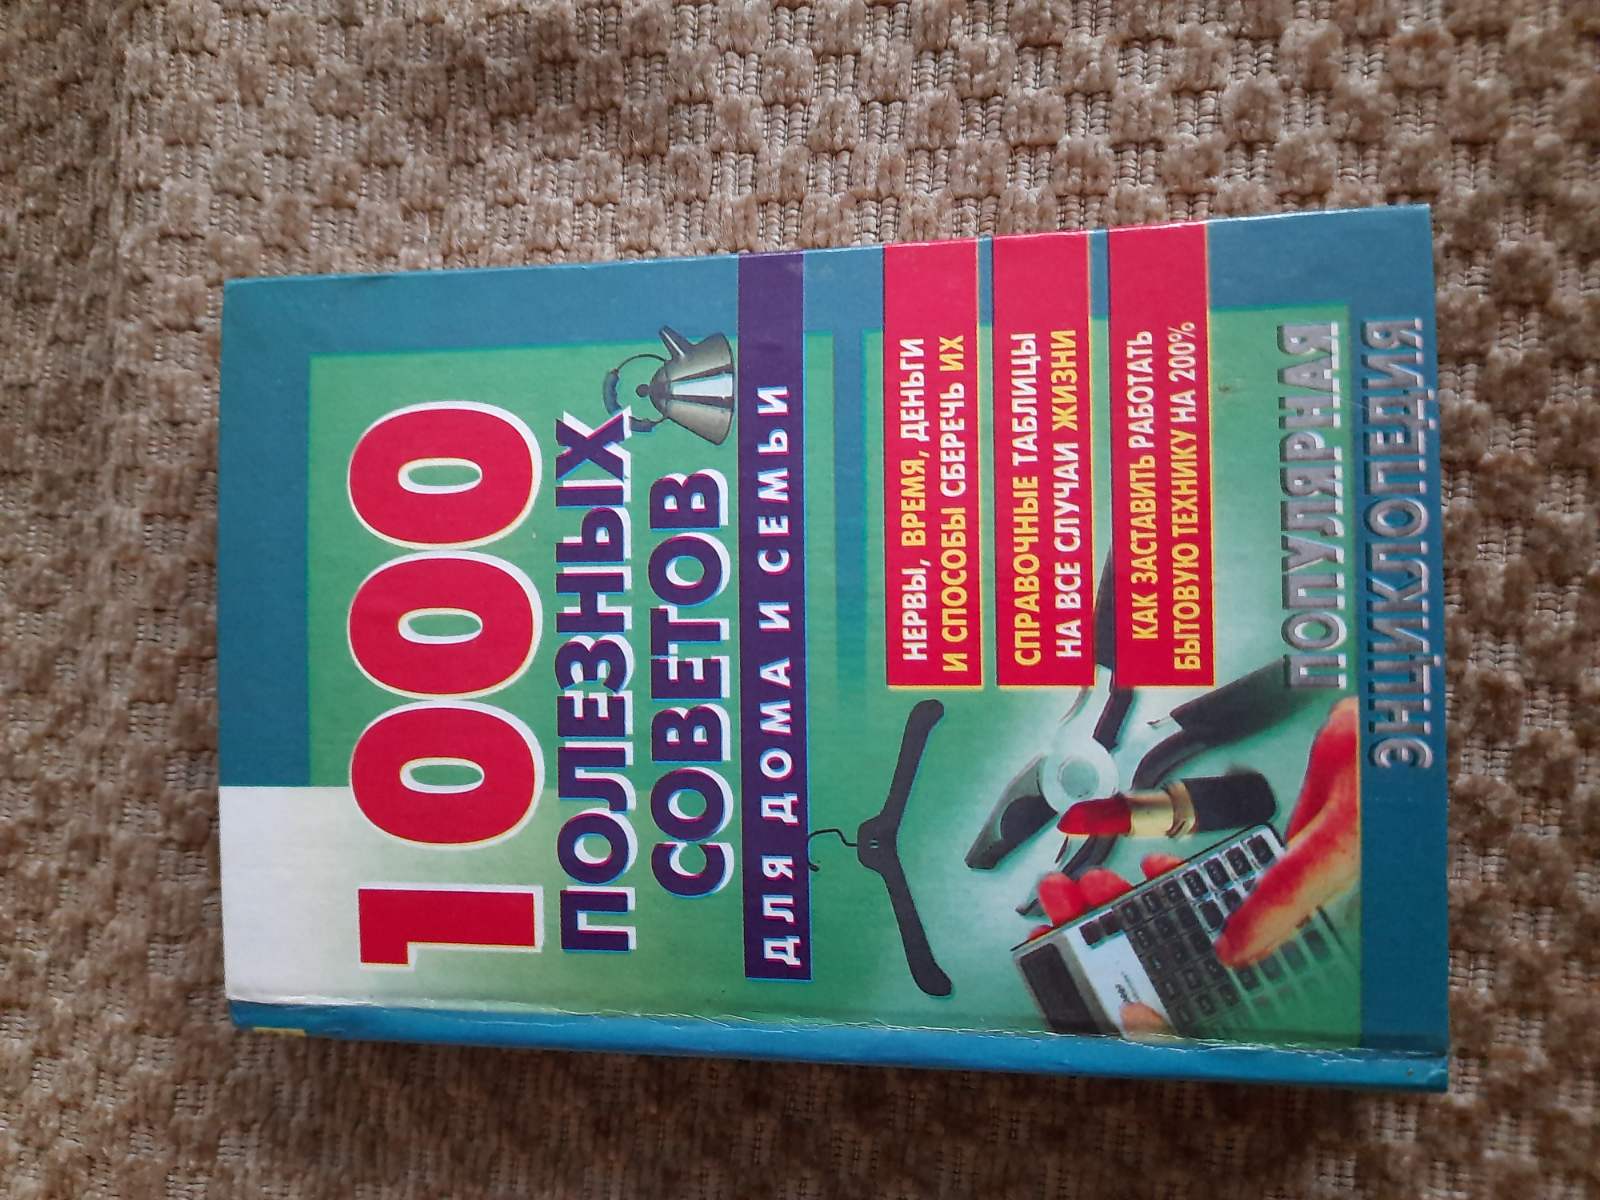 1000
ПОЛЕЗНЫХ
СОВЕТОВ
ДЛЯ ДОМА И СЕМЬИ
НЕРВЫ, ВРЕМЯ, ДЕНЬГИ
И СПОСОБЫ СБЕРЕЧЬ ИХ
СПРАВОЧНЫЕ ТАБЛИЦЫ
НА ВСЕ СЛУЧАИ ЖИЗНИ
КАК ЗАСТАВИТЬ РАБОТАТЬ
БЫТОВУЮ ТЕХНИКУ НА 200%
ПОПУЛЯРНАЯ
ЭНЦИКЛОПЕДИЯ